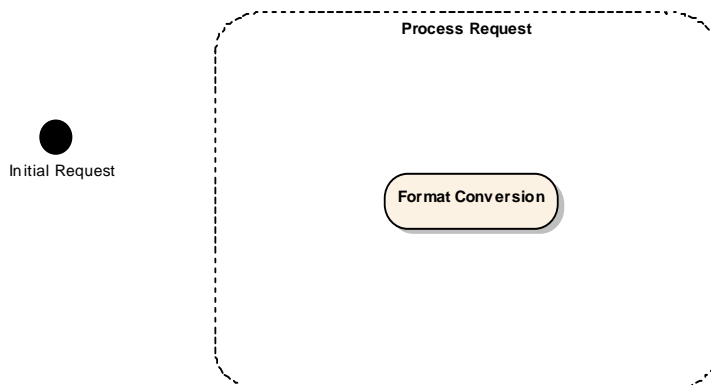 Process Request
Initial Request
Format Conversion